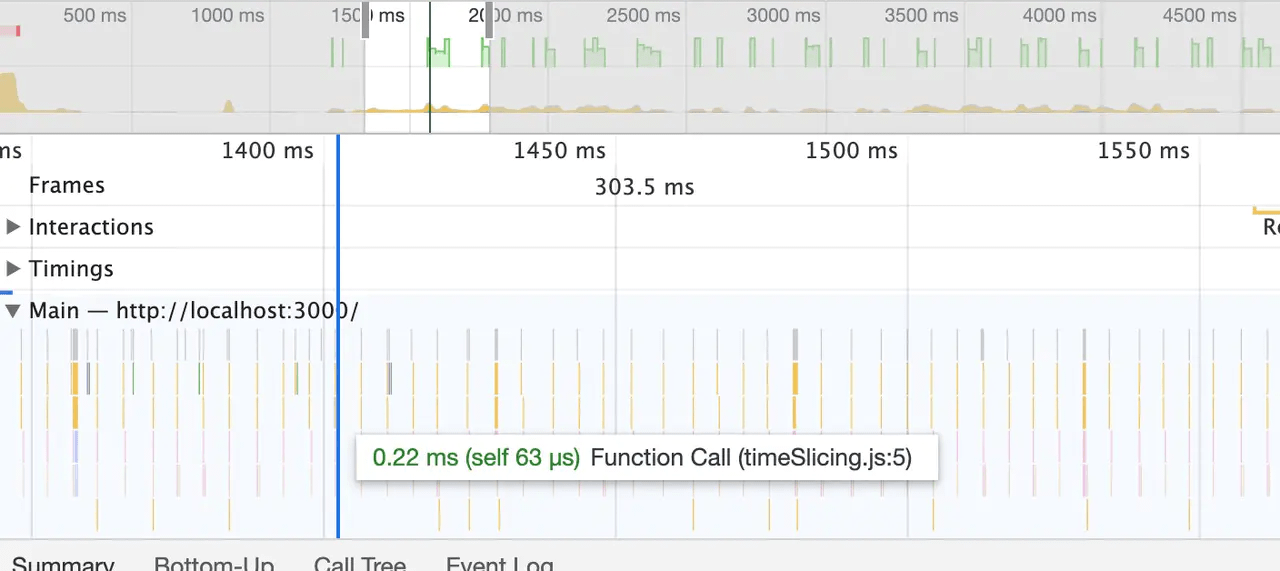 500 ms 1000 ms 1500 ms 2000 ms 2500 ms 3000 ms 3500 ms 4000 ms 4500 ms
ms 1400 ms 1450 ms 1500 ms 1550 ms
Frames 303.5 ms
Interactions Re
Timings
Main — http://localhost:3000/
0.22 ms (self 63 μs) Function Call (timeSlicing.js:5)
Summary Bottom-Up Call Tree Event Log